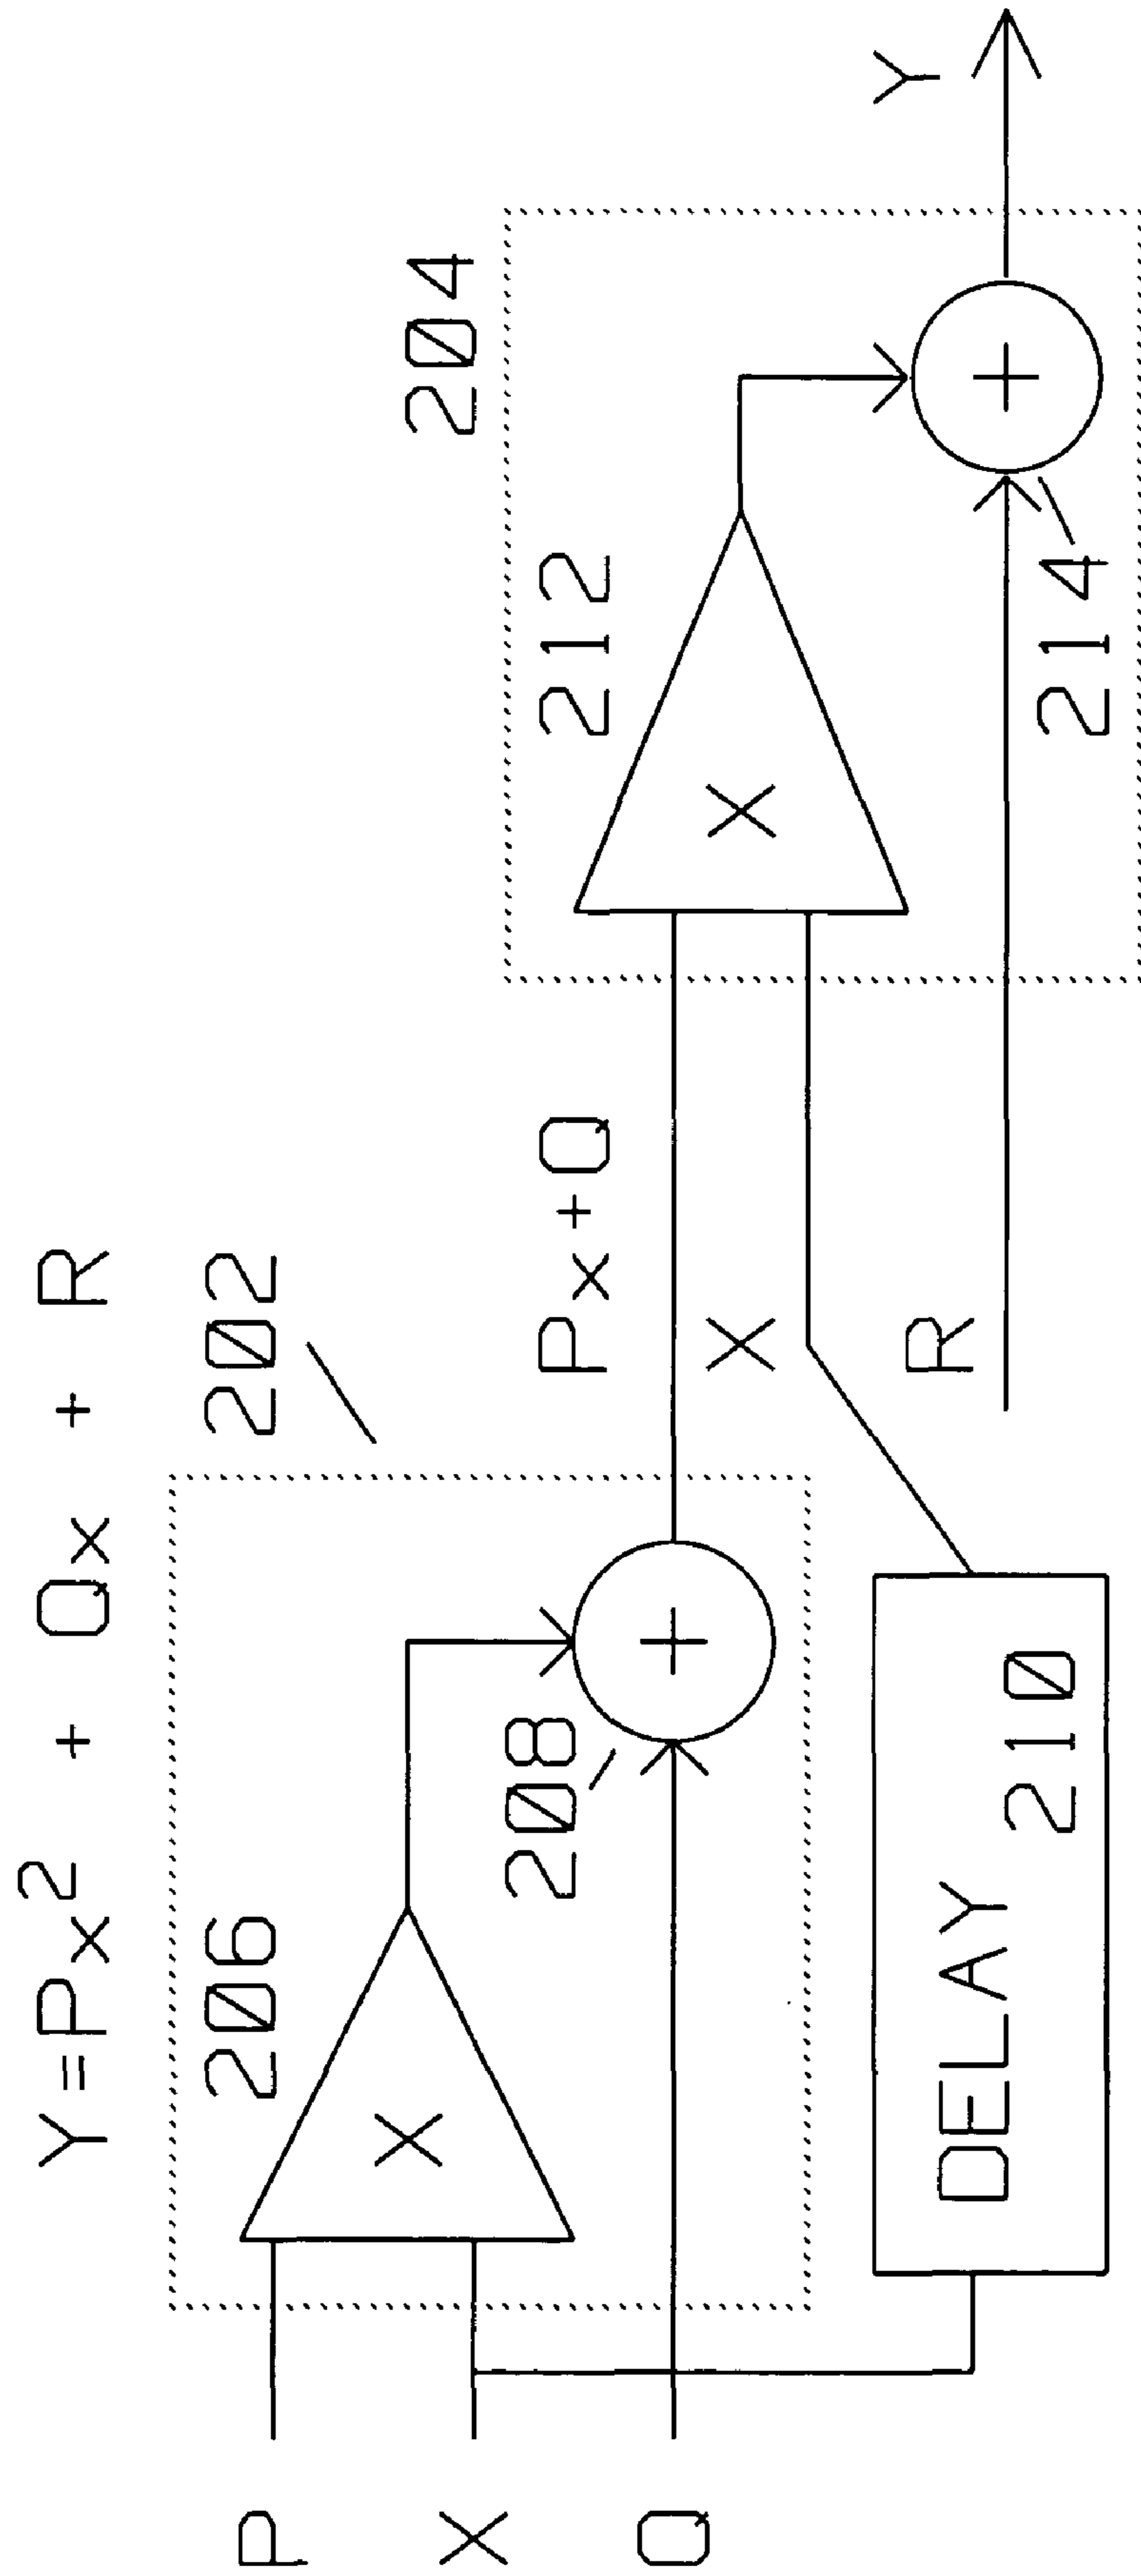 Y=Px² + Qx + R
202
206
204
P
X
X
208
Q
Px+Q
X
212
X
R
+
+
214
Y
DELAY 210